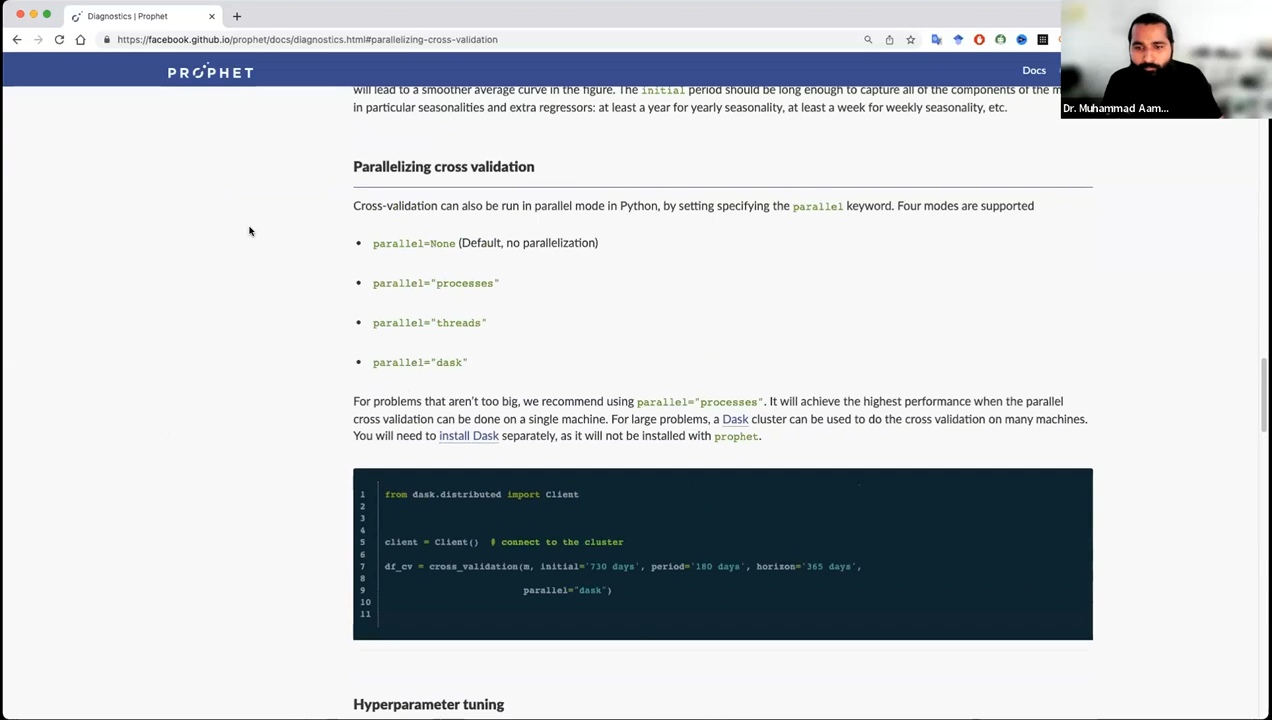 Diagnostics | Prophet
https://facebook.github.io/prophet/docs/diagnostics.html#parallelizing-cross-validation
PROPHET
Docs
Dr. Muhammad Aam...
will lead to a smoother average curve in the figure. The initial period should be long enough to capture all of the components of the m
in particular seasonalities and extra regressors: at least a year for yearly seasonality, at least a week for weekly seasonality, etc.
Parallelizing cross validation
Cross-validation can also be run in parallel mode in Python, by setting specifying the parallel keyword. Four modes are supported
• parallel=None (Default, no parallelization)
• parallel="processes"
• parallel="threads"
• parallel="dask"
For problems that aren't too big, we recommend using parallel="processes". It will achieve the highest performance when the parallel
cross validation can be done on a single machine. For large problems, a Dask cluster can be used to do the cross validation on many machines.
You will need to install Dask separately, as it will not be installed with prophet.
1 from dask.distributed import Client
2
3
4
5 client = Client() # connect to the cluster
6
7 df_cv = cross_validation(m, initial='730 days', period='180 days', horizon='365 days',
8
9 parallel="dask")
10
11
Hyperparameter tuning